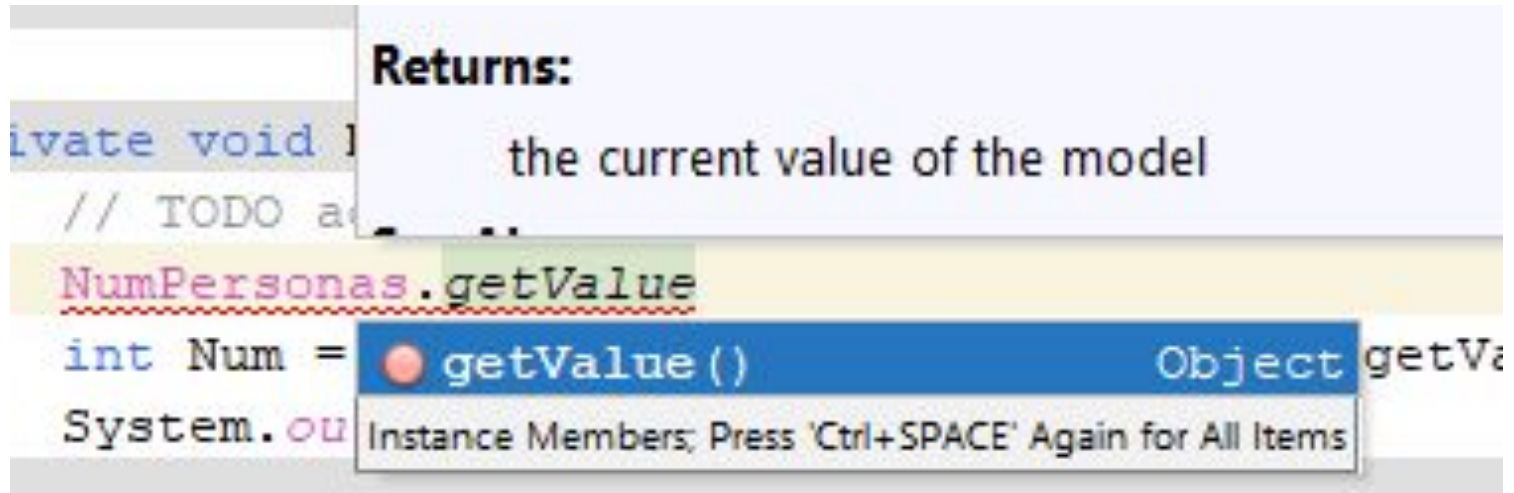 Returns:
the current value of the model
ivate void
// TODO
NumPersonas.getValue
int Num =
getValue() Object
System.ou
Instance Members; Press 'Ctrl+SPACE' Again for All Items